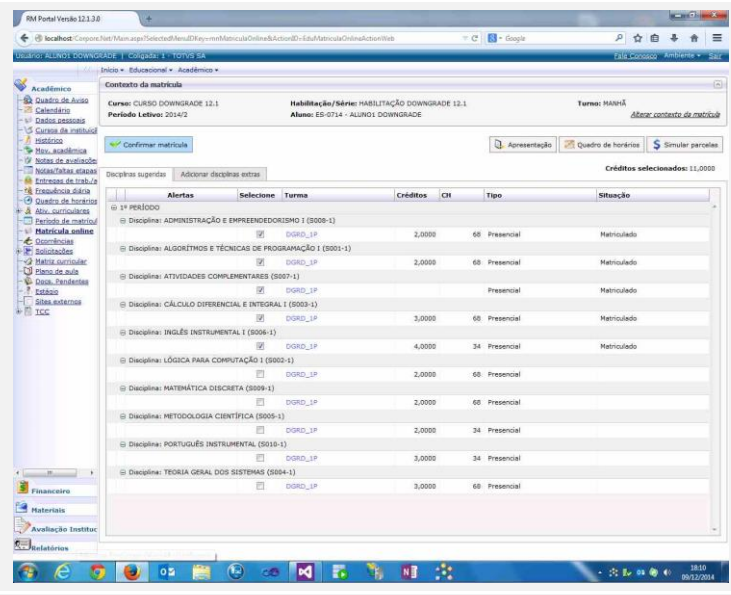 RM Portal Versão 12.1.3.0
localhost/Corpore.Net/Main.aspx?SelectedMenuIDKey=mnMatriculaOnline&ActionID=EduMatriculaOnlineActionWeb
Google
Usuário: ALUNO1 DOWNGRADE | Coligada: 1 - TOTVS SA
Fale Conosco Ambiente Sair
Início Educacional Acadêmico
Acadêmico
Quadro de Aviso
Calendário
Dados pessoais
Cursos da instituiçã
Histórico
Mov. acadêmica
Notas de avaliaçõe
Notas/faltas etapas
Entregas de trab./a
Frequência diária
Quadro de horários
Ativ. curriculares
Período de matrícul
Matrícula online
Ocorrências
Solicitações
Matriz curricular
Plano de aula
Docs. Pendentes
Estágio
Sites externos
TCC
Financeiro
Materiais
Avaliação Instituc
Relatórios
Contexto da matrícula
Curso: CURSO DOWNGRADE 12.1 Habilitação/Série: HABILITAÇÃO DOWNGRADE 12.1 Turno: MANHÃ
Período Letivo: 2014/2 Aluno: ES-0714 - ALUNO1 DOWNGRADE Alterar contexto da matrícula
Confirmar matrícula Apresentação Quadro de horários Simular parcelas
Créditos selecionados: 11,0000
Disciplinas sugeridas Adicionar disciplinas extras
Alertas Selecione Turma Créditos CH Tipo Situação
1º PERÍODO
Disciplina: ADMINISTRAÇÃO E EMPREENDEDORISMO I (S008-1)
DGRD_1P 2,0000 68 Presencial Matriculado
Disciplina: ALGORÍTMOS E TÉCNICAS DE PROGRAMAÇÃO I (S001-1)
DGRD_1P 2,0000 68 Presencial Matriculado
Disciplina: ATIVIDADES COMPLEMENTARES (S007-1)
DGRD_1P Presencial Matriculado
Disciplina: CÁLCULO DIFERENCIAL E INTEGRAL I (S003-1)
DGRD_1P 3,0000 68 Presencial Matriculado
Disciplina: INGLÊS INSTRUMENTAL I (S006-1)
DGRD_1P 4,0000 34 Presencial Matriculado
Disciplina: LÓGICA PARA COMPUTAÇÃO I (S002-1)
DGRD_1P 2,0000 68 Presencial
Disciplina: MATEMÁTICA DISCRETA (S009-1)
DGRD_1P 2,0000 68 Presencial
Disciplina: METODOLOGIA CIENTÍFICA (S005-1)
DGRD_1P 2,0000 34 Presencial
Disciplina: PORTUGUÊS INSTRUMENTAL (S010-1)
DGRD_1P 3,0000 34 Presencial
Disciplina: TEORIA GERAL DOS SISTEMAS (S004-1)
DGRD_1P 3,0000 68 Presencial
18:10
09/12/2014